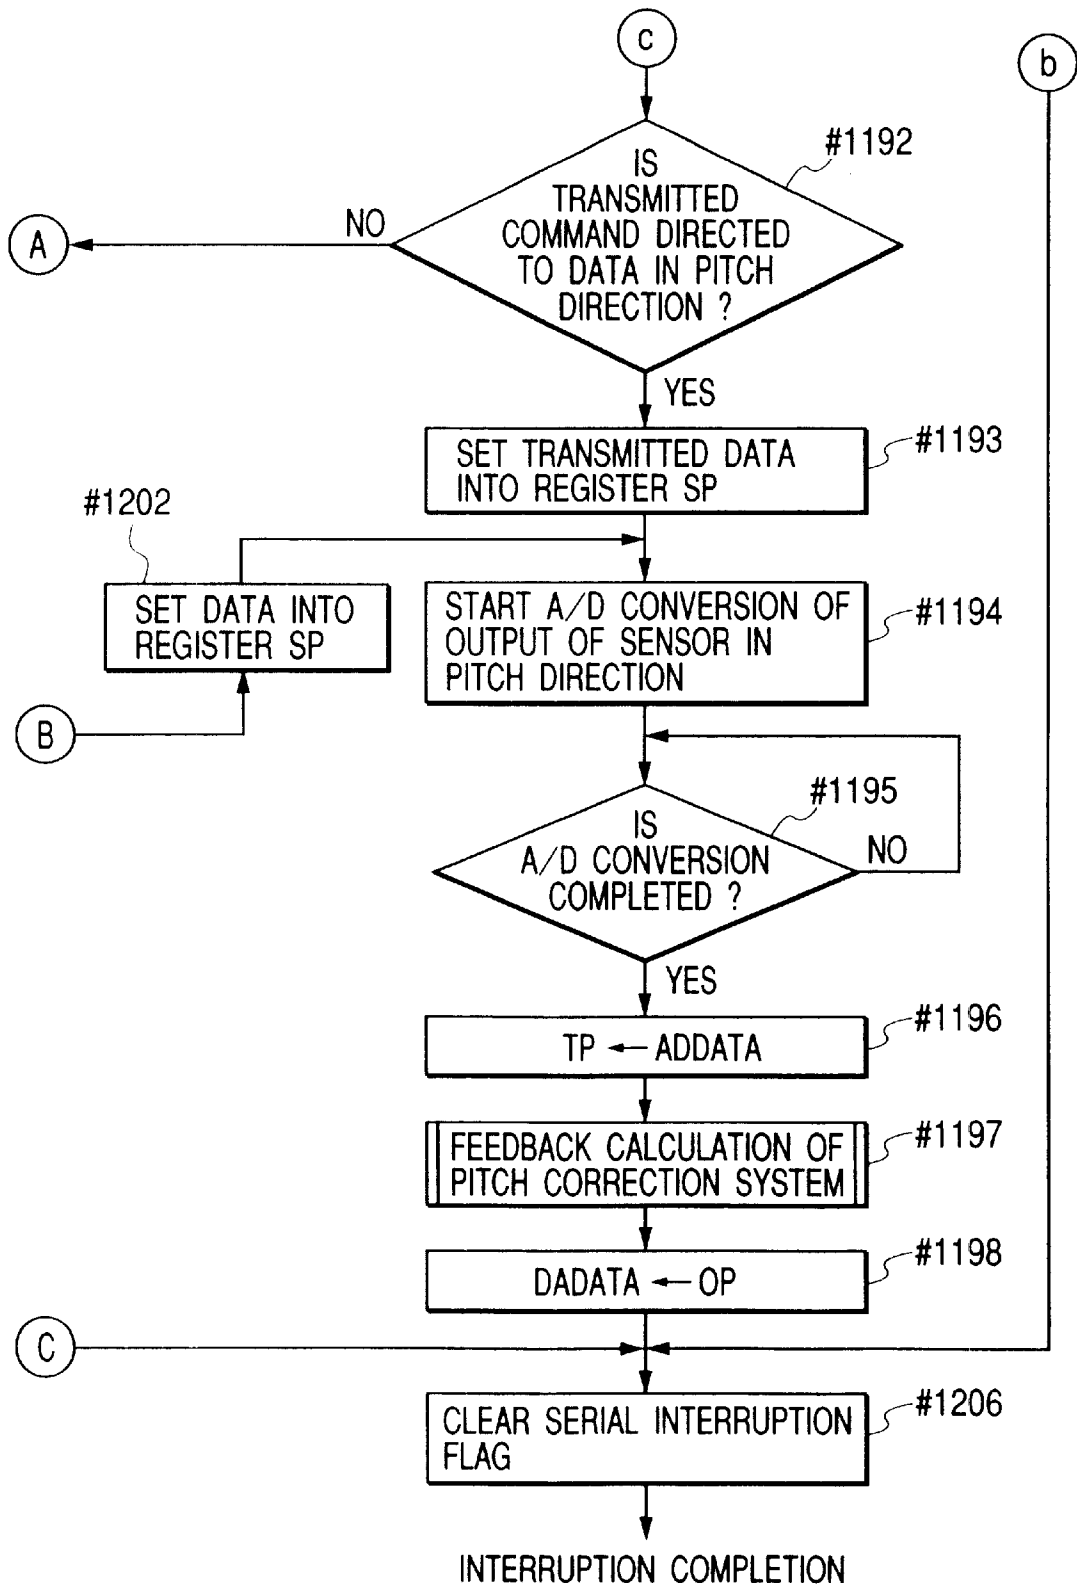 c
b
#1192
IS
TRANSMITTED
COMMAND DIRECTED
TO DATA IN PITCH
DIRECTION ?
NO
A
YES
#1193
SET TRANSMITTED DATA
INTO REGISTER SP
#1202
SET DATA INTO
REGISTER SP
#1194
START A/D CONVERSION OF
OUTPUT OF SENSOR IN
PITCH DIRECTION
B
#1195
IS
A/D CONVERSION
COMPLETED ?
NO
YES
#1196
TP ← ADDATA
#1197
FEEDBACK CALCULATION OF
PITCH CORRECTION SYSTEM
#1198
DADATA ← OP
C
#1206
CLEAR SERIAL INTERRUPTION
FLAG
INTERRUPTION COMPLETION